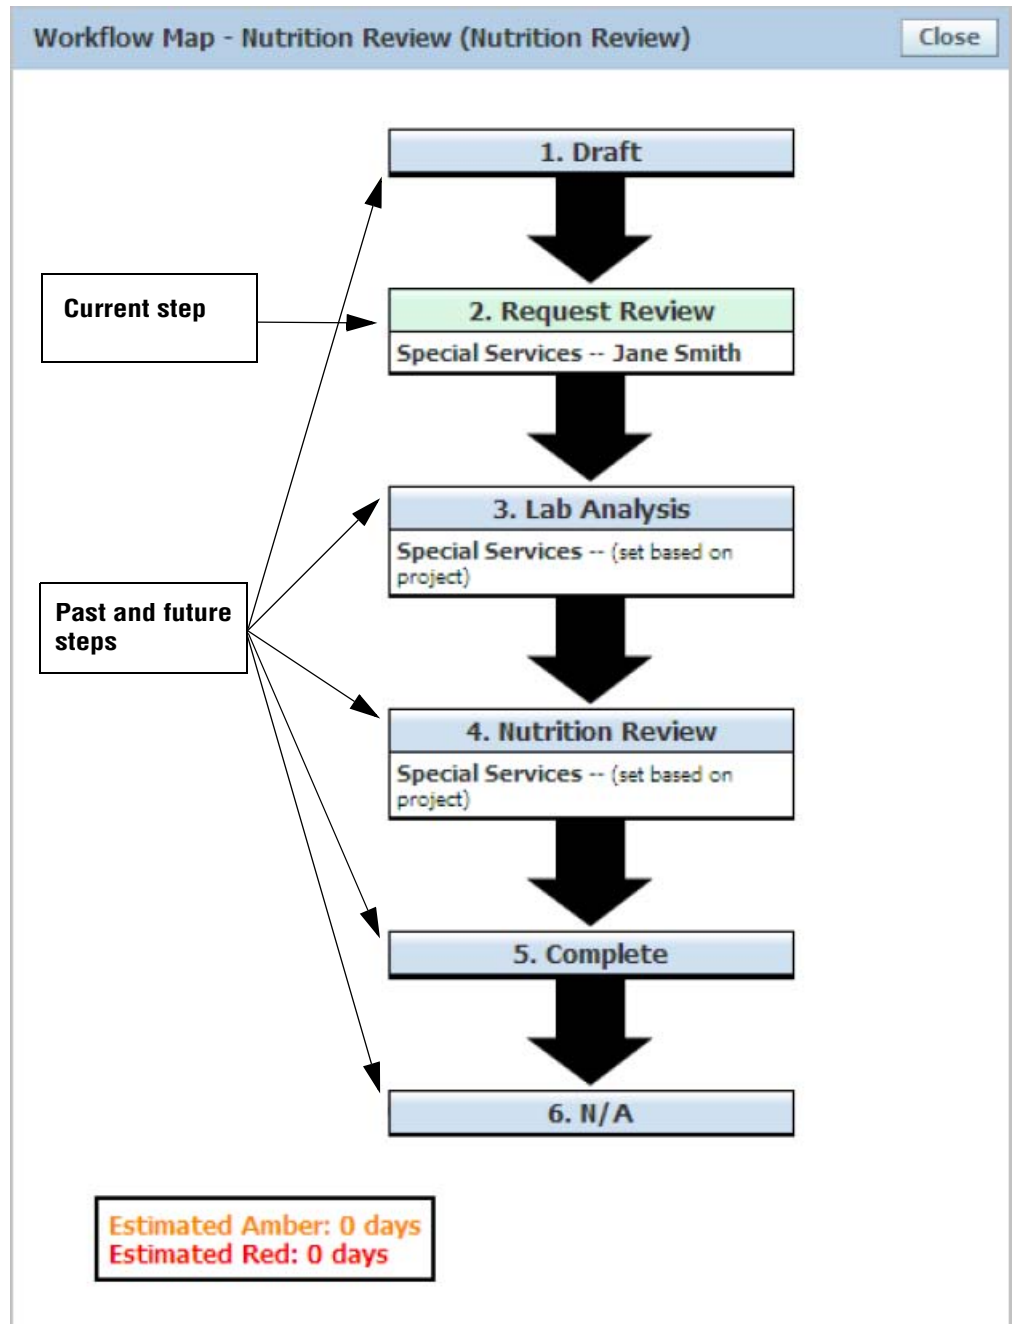 Workflow Map - Nutrition Review (Nutrition Review)
Close
1. Draft
Current step
2. Request Review
Special Services -- Jane Smith
3. Lab Analysis
Special Services -- (set based on
project)
Past and future
steps
4. Nutrition Review
Special Services -- (set based on
project)
5. Complete
6. N/A
Estimated Amber: 0 days
Estimated Red: 0 days